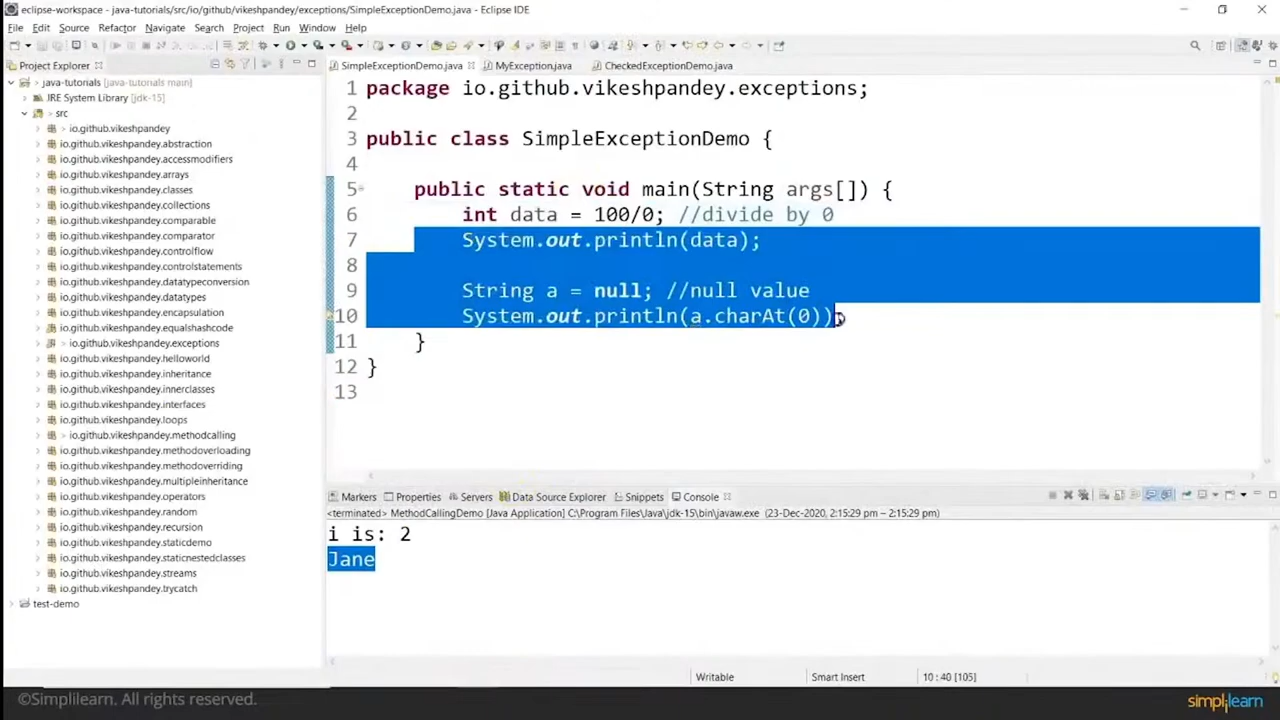 eclipse-workspace - java-tutorials/src/io/github/vikeshpandey/exceptions/SimpleExceptionDemo.java - Eclipse IDE
File Edit Source Refactor Navigate Search Project Run Window Help
Project Explorer
java-tutorials [java-tutorials main]
JRE System Library [jdk-15]
src
io.github.vikeshpandey
io.github.vikeshpandey.abstraction
io.github.vikeshpandey.accessmodifiers
io.github.vikeshpandey.arrays
io.github.vikeshpandey.classes
io.github.vikeshpandey.collections
io.github.vikeshpandey.comparable
io.github.vikeshpandey.comparator
io.github.vikeshpandey.controlflow
io.github.vikeshpandey.controlstatements
io.github.vikeshpandey.datatypeconversion
io.github.vikeshpandey.datatypes
io.github.vikeshpandey.encapsulation
io.github.vikeshpandey.equalshashcode
io.github.vikeshpandey.exceptions
io.github.vikeshpandey.helloworld
io.github.vikeshpandey.inheritance
io.github.vikeshpandey.innerclasses
io.github.vikeshpandey.interfaces
io.github.vikeshpandey.loops
io.github.vikeshpandey.methodcalling
io.github.vikeshpandey.methodoverloading
io.github.vikeshpandey.methodoverriding
io.github.vikeshpandey.multipleinheritance
io.github.vikeshpandey.operators
io.github.vikeshpandey.random
io.github.vikeshpandey.recursion
io.github.vikeshpandey.staticdemo
io.github.vikeshpandey.staticnestedclasses
io.github.vikeshpandey.streams
io.github.vikeshpandey.trycatch
test-demo
SimpleExceptionDemo.java MyException.java CheckedExceptionDemo.java
1 package io.github.vikeshpandey.exceptions;
2
3 public class SimpleExceptionDemo {
4
5 public static void main(String args[]) {
6 int data = 100/0; //divide by 0
7 System.out.println(data);
8
9 String a = null; //null value
10 System.out.println(a.charAt(0));
11 }
12 }
13
Markers Properties Servers Data Source Explorer Snippets Console
<terminated> MethodCallingDemo [Java Application] C:\Program Files\Java\jdk-15\bin\javaw.exe (23-Dec-2020, 2:15:29 pm – 2:15:29 pm)
i is: 2
Jane
Writable Smart Insert 10 : 40 [105]
©Simplilearn. All rights reserved.
simplilearn